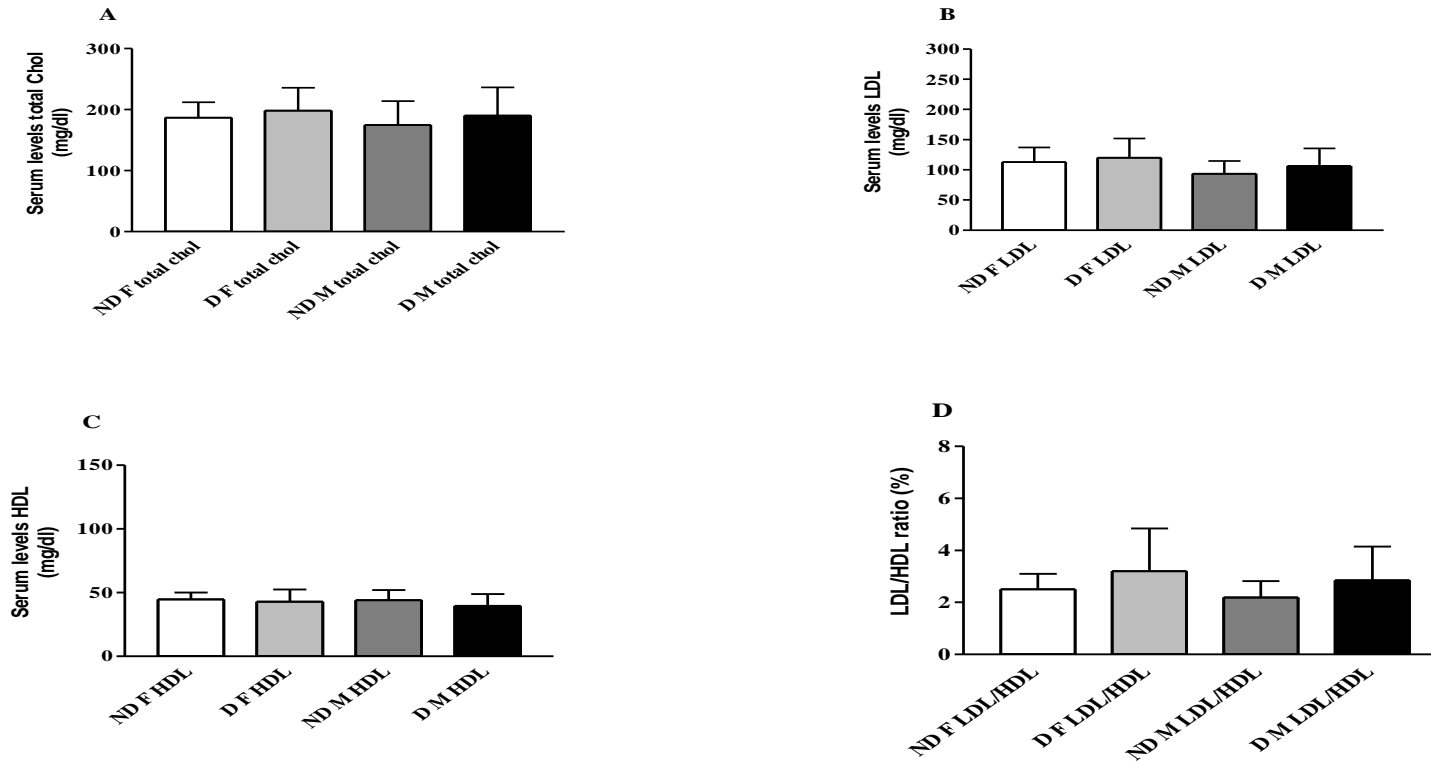 A
Serum levels total Chol
(mg/dl)
300
200
100
0
ND F total chol
D F total chol
ND M total chol
D M total chol
B
Serum levels LDL
(mg/dl)
300
250
200
150
100
50
0
ND F LDL
D F LDL
ND M LDL
D M LDL
C
Serum levels HDL
(mg/dl)
150
100
50
0
ND F HDL
D F HDL
ND M HDL
D M HDL
D
LDL/HDL ratio (%)
8
6
4
2
0
ND F LDL/HDL
D F LDL/HDL
ND M LDL/HDL
D M LDL/HDL